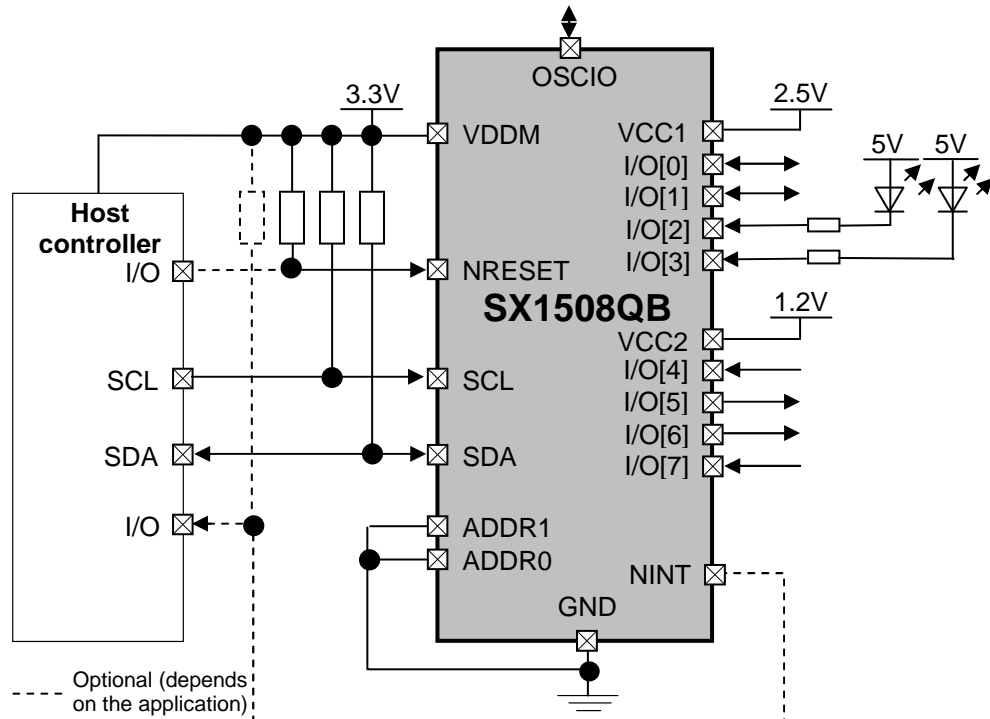 OSCIO
3.3V
VDDM
VCC1
2.5V
I/O[0]
I/O[1]
I/O[2]
I/O[3]
5V
5V
Host
controller
I/O
NRESET
SX1508QB
1.2V
VCC2
I/O[4]
I/O[5]
I/O[6]
I/O[7]
SCL
SCL
SDA
SDA
I/O
ADDR1
ADDR0
NINT
GND
Optional (depends
on the application)